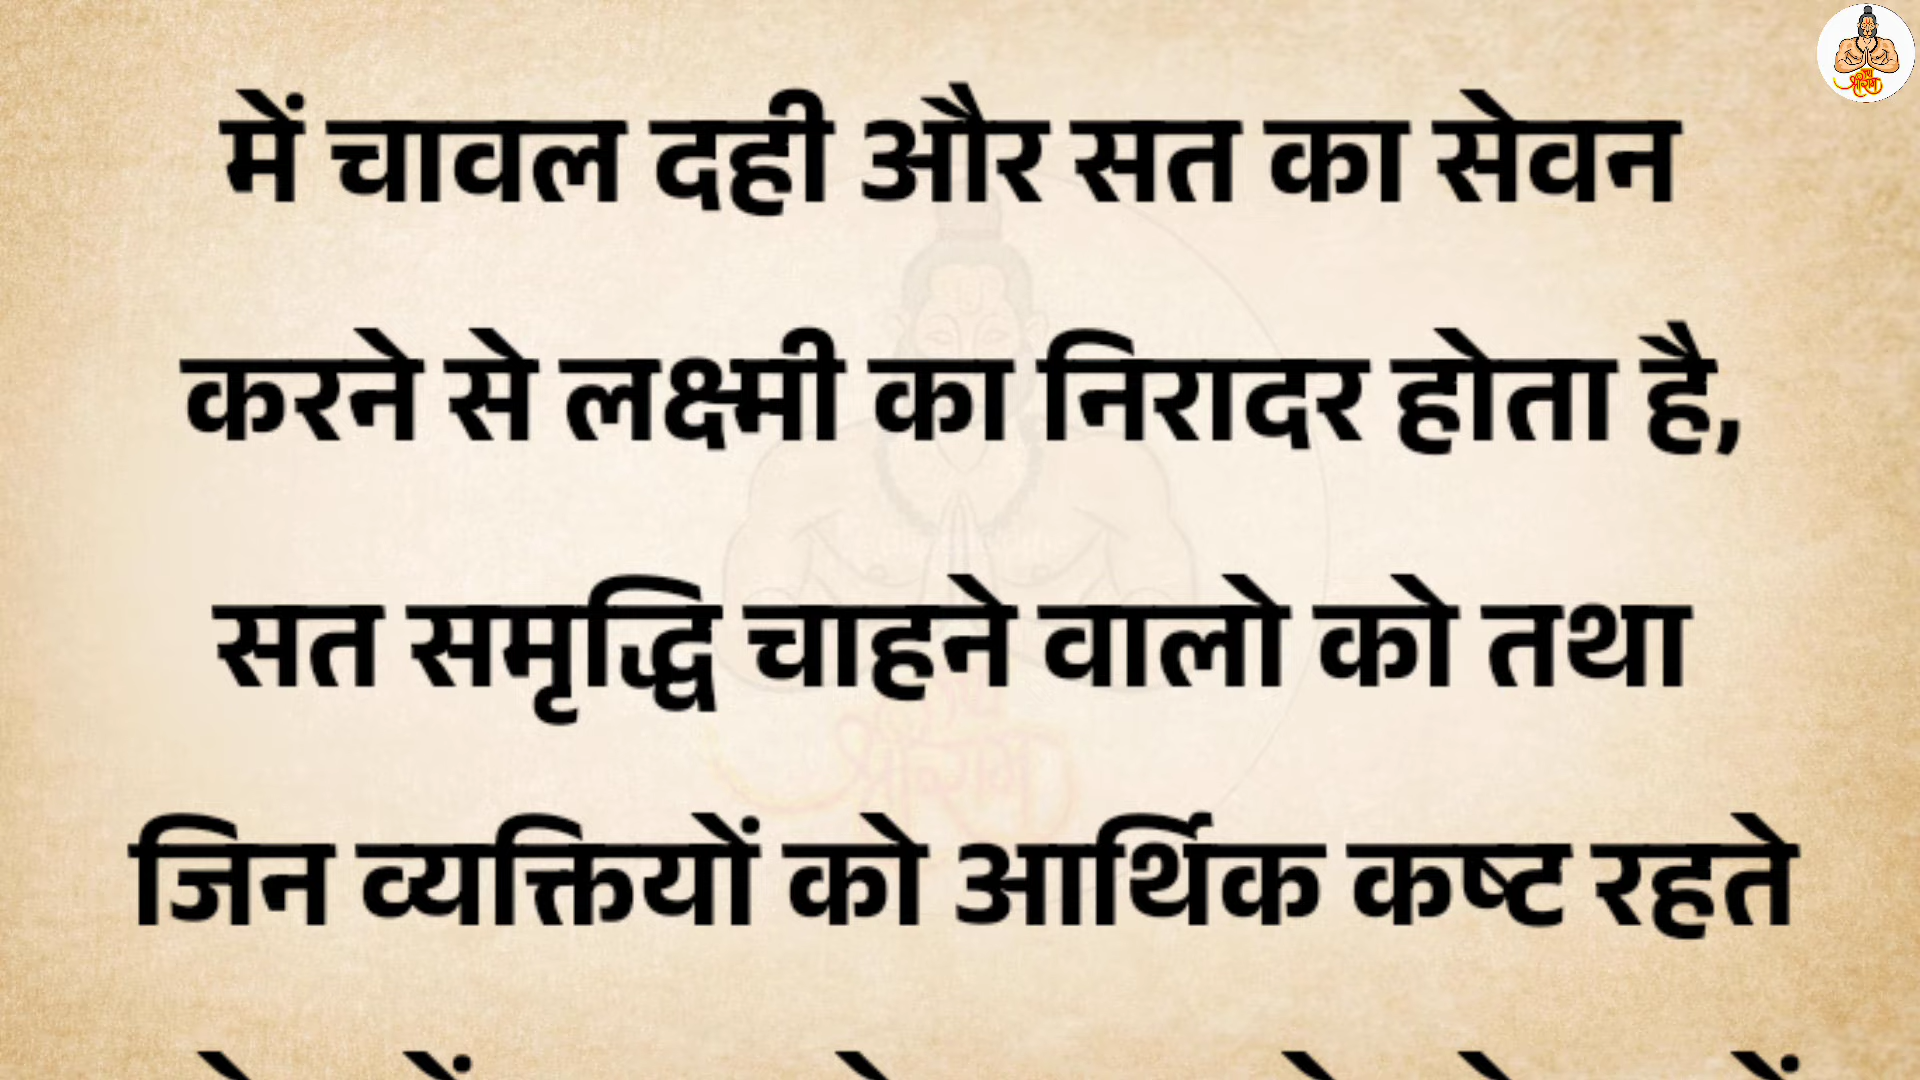 में चावल दही और सत का सेवन
करने से लक्ष्मी का निरादर होता है,
सत समृद्धि चाहने वालो को तथा
जिन व्यक्तियों को आर्थिक कष्ट रहते